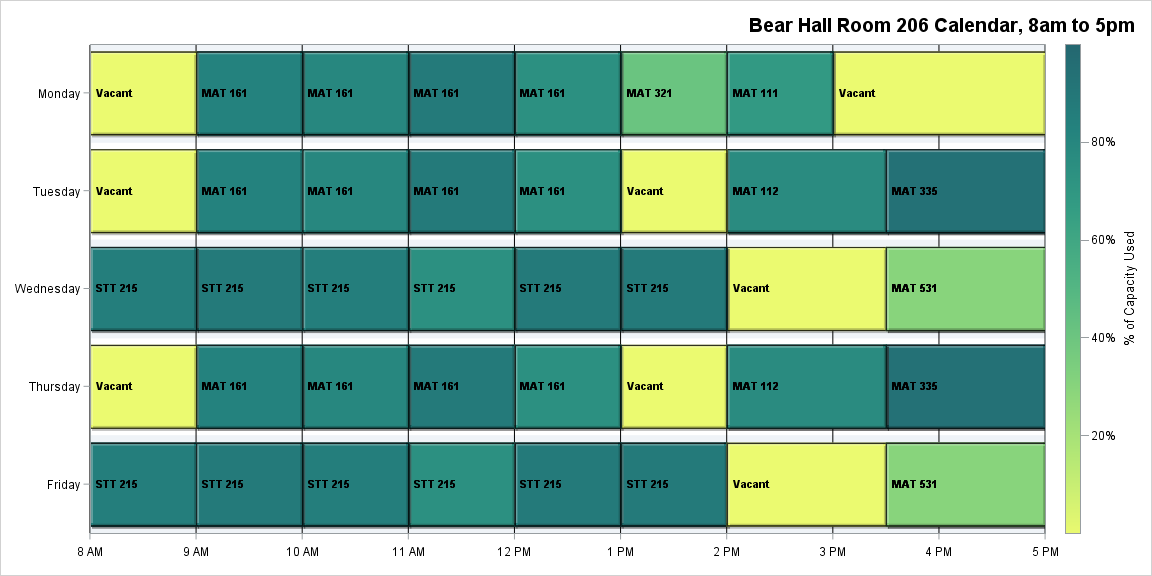 Bear Hall Room 206 Calendar, 8am to 5pm
Monday
Vacant
MAT 161
MAT 161
MAT 161
MAT 161
MAT 321
MAT 111
Vacant
Tuesday
Vacant
MAT 161
MAT 161
MAT 161
MAT 161
Vacant
MAT 112
MAT 335
Wednesday
STT 215
STT 215
STT 215
STT 215
STT 215
STT 215
Vacant
MAT 531
Thursday
Vacant
MAT 161
MAT 161
MAT 161
MAT 161
Vacant
MAT 112
MAT 335
Friday
STT 215
STT 215
STT 215
STT 215
STT 215
STT 215
Vacant
MAT 531
8 AM
9 AM
10 AM
11 AM
12 PM
1 PM
2 PM
3 PM
4 PM
5 PM
80%
60%
40%
20%
% of Capacity Used